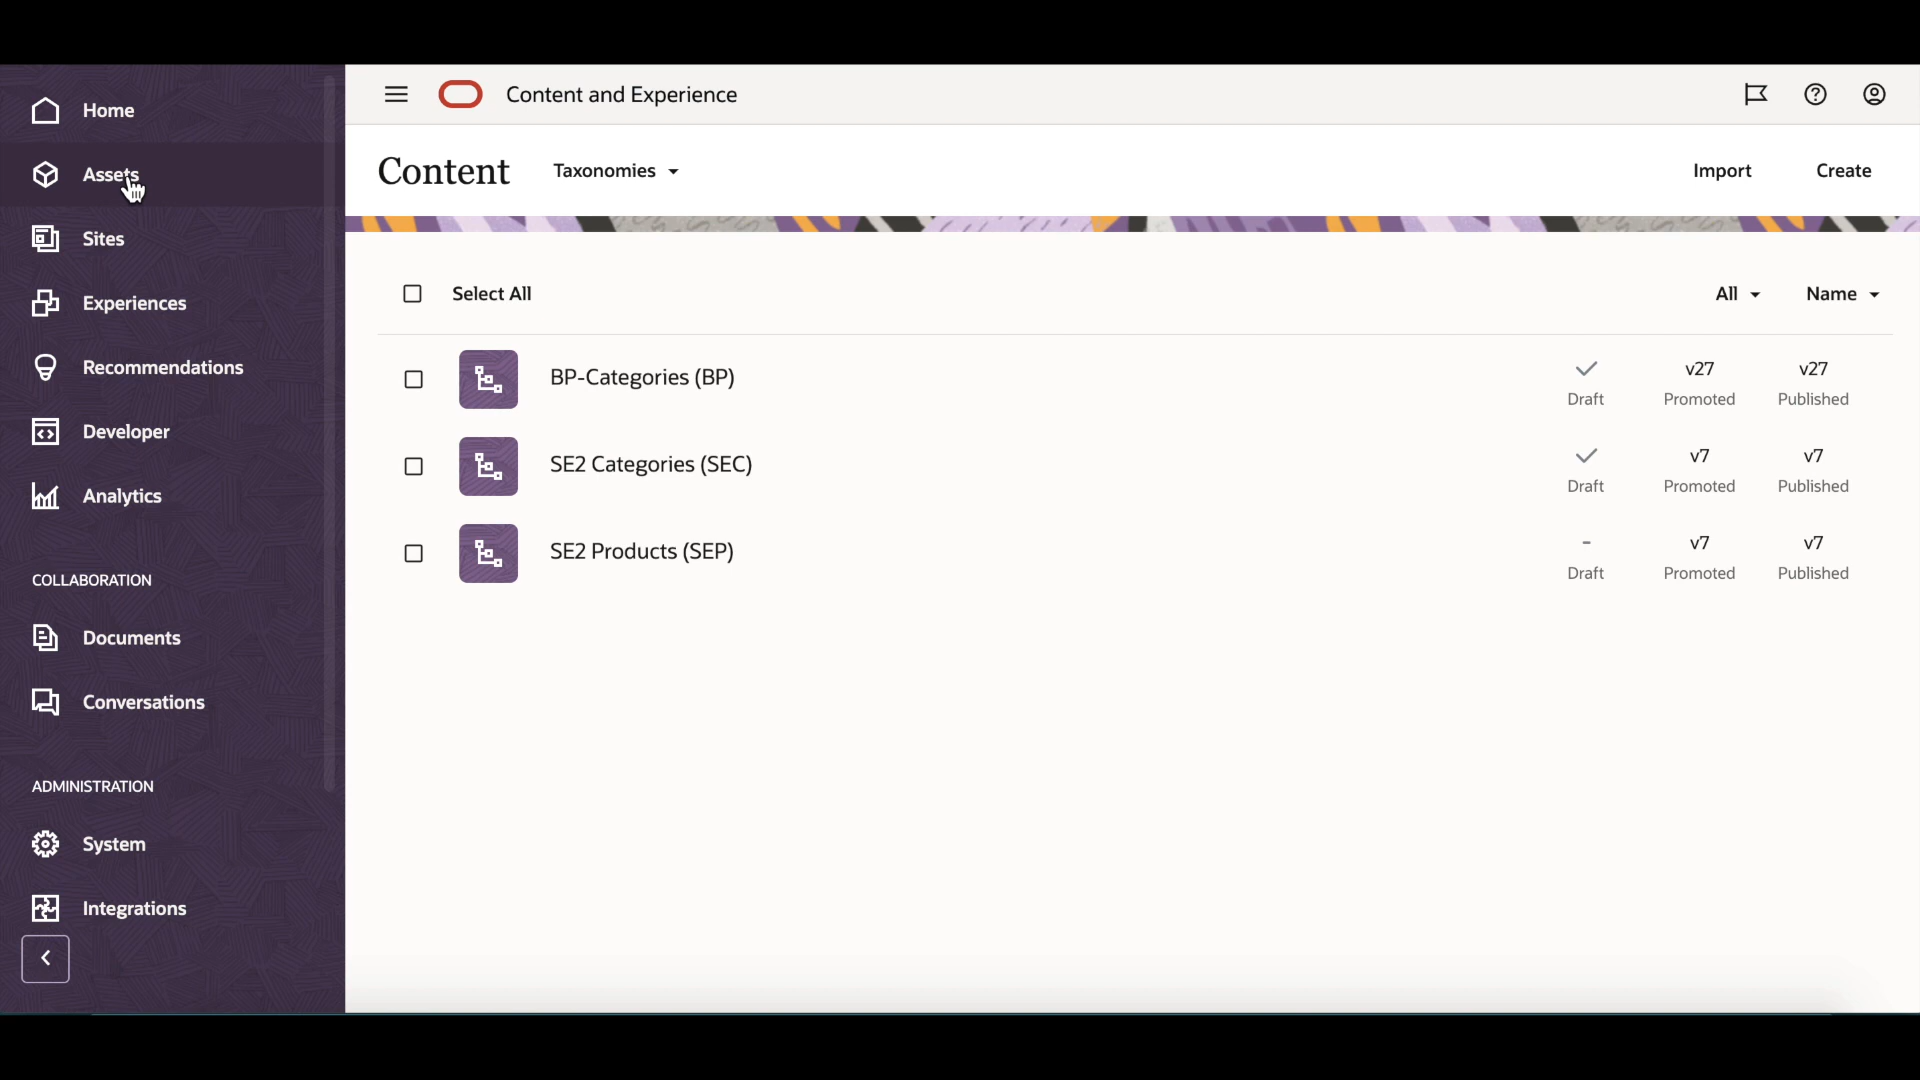 Home
Assets
Sites
Experiences
Recommendations
Developer
Analytics
COLLABORATION
Documents
Conversations
ADMINISTRATION
System
Integrations
Content and Experience
Content Taxonomies Import Create
Select All All Name
BP-Categories (BP) v27 v27
Draft Promoted Published
SE2 Categories (SEC) v7 v7
Draft Promoted Published
SE2 Products (SEP) - v7 v7
Draft Promoted Published